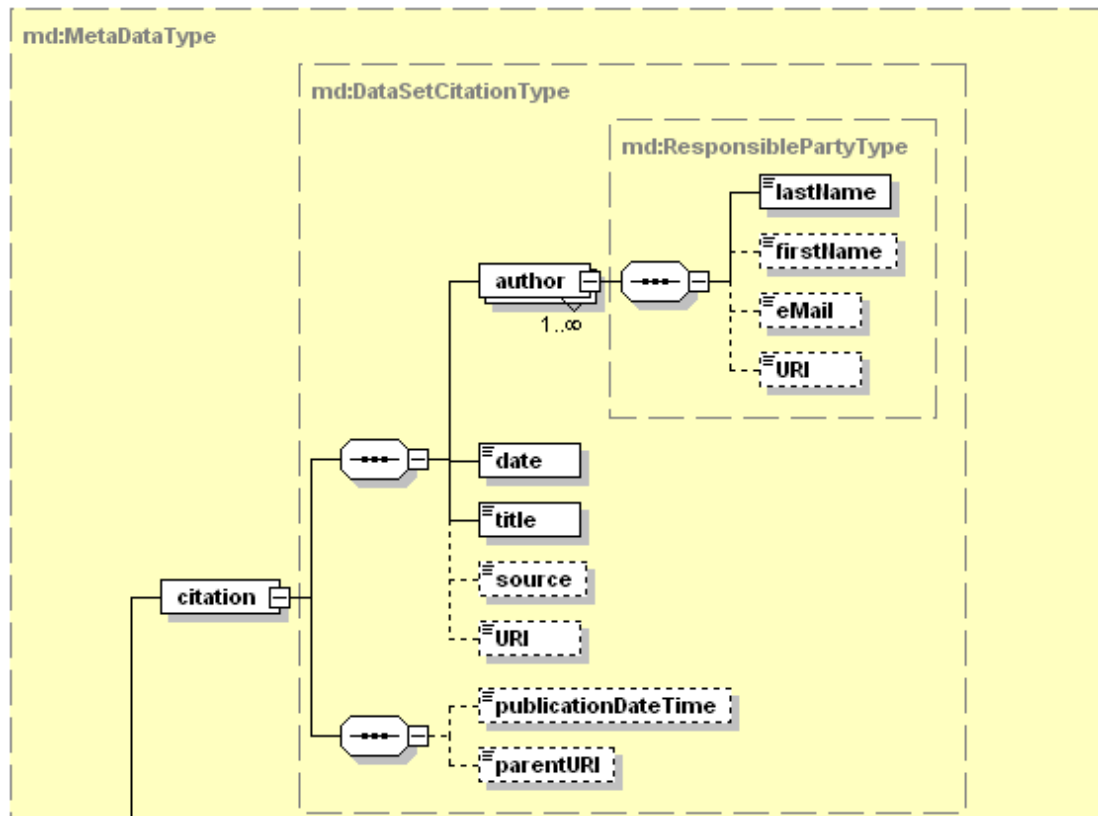 md:MetaDataType
md:DataSetCitationType
md:ResponsiblePartyType
lastName
firstName
author
1..∞
eMail
URI
date
title
source
citation
URI
publicationDateTime
parentURI